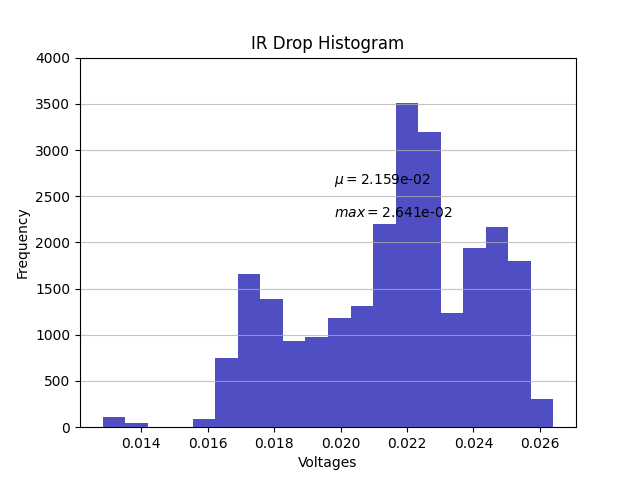 IR Drop Histogram
4000
3500
3000
2500
2000
1500
1000
500
0
Frequency
μ = 2.159e-02
max = 2.641e-02
0.014 0.016 0.018 0.020 0.022 0.024 0.026
Voltages